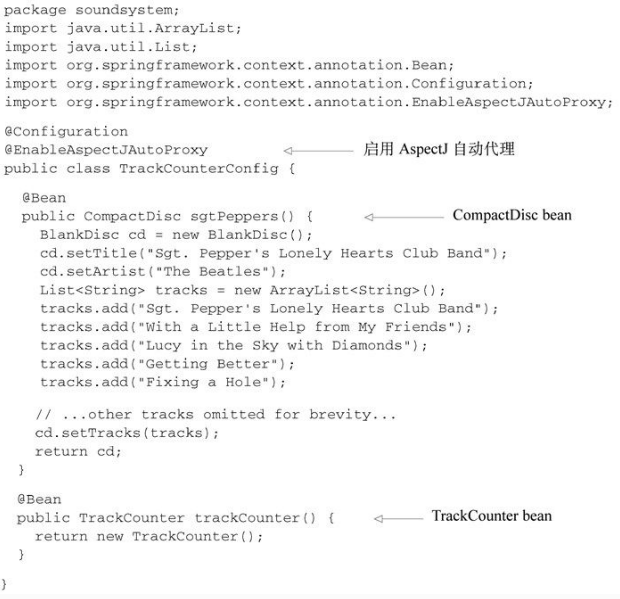 package soundsystem;
import java.util.ArrayList;
import java.util.List;
import org.springframework.context.annotation.Bean;
import org.springframework.context.annotation.Configuration;
import org.springframework.context.annotation.EnableAspectJAutoProxy;
@Configuration
@EnableAspectJAutoProxy 启用 AspectJ 自动代理
public class TrackCounterConfig {
@Bean
public CompactDisc sgtPeppers() { CompactDisc bean
BlankDisc cd = new BlankDisc();
cd.setTitle("Sgt. Pepper's Lonely Hearts Club Band");
cd.setArtist("The Beatles");
List<String> tracks = new ArrayList<String>();
tracks.add("Sgt. Pepper's Lonely Hearts Club Band");
tracks.add("With a Little Help from My Friends");
tracks.add("Lucy in the Sky with Diamonds");
tracks.add("Getting Better");
tracks.add("Fixing a Hole");
// ...other tracks omitted for brevity...
cd.setTracks(tracks);
return cd;
}
@Bean
public TrackCounter trackCounter() { TrackCounter bean
return new TrackCounter();
}
}